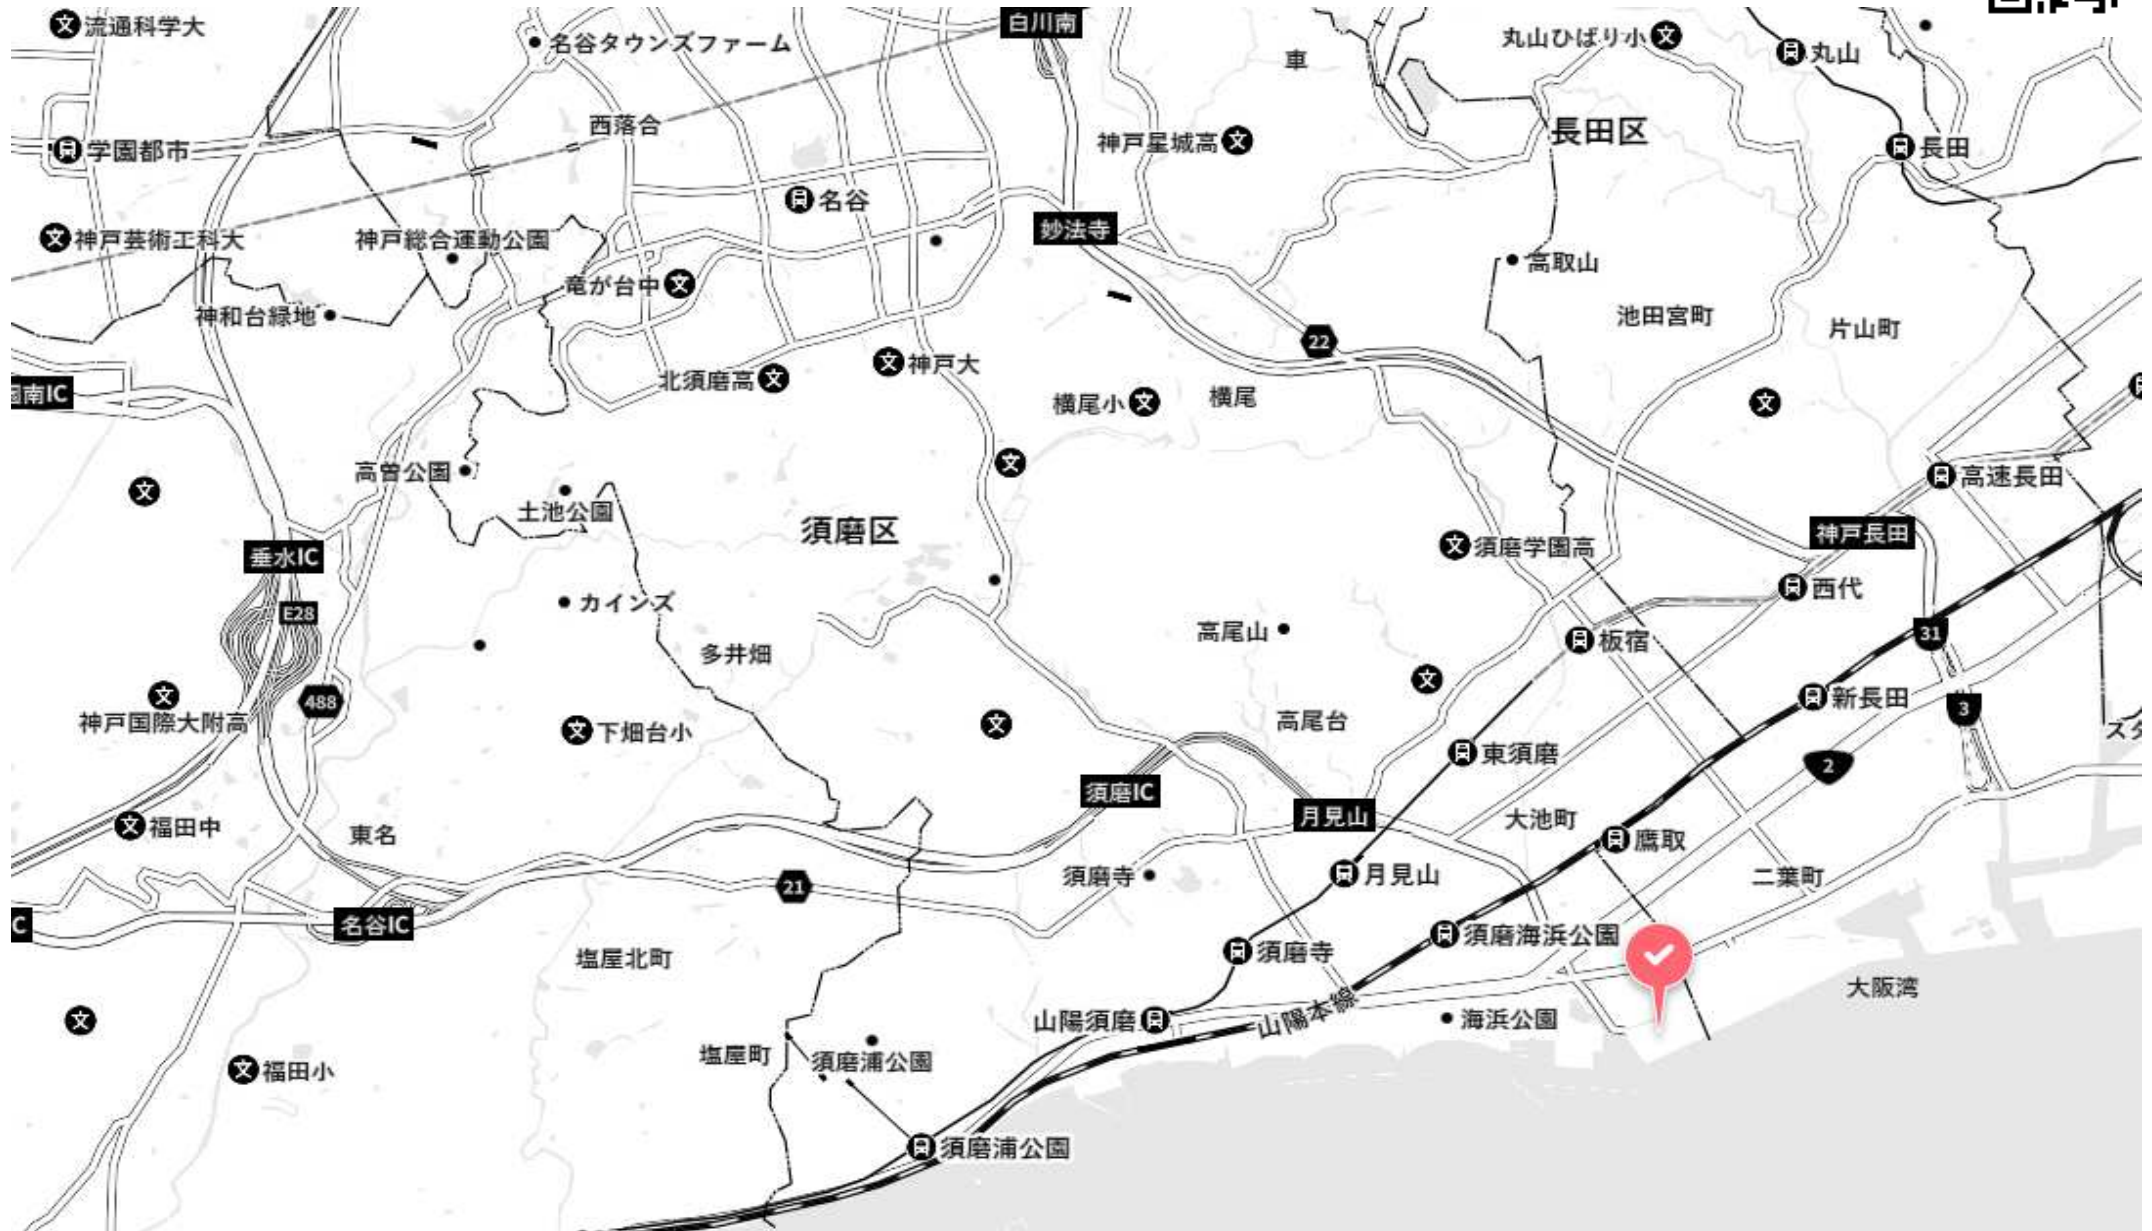 流通科学大
名谷タウンズファーム
白川南
車
丸山ひばり小
丸山
西落合
神戸星城高
長田区
長田
学園都市
名谷
妙法寺
神戸芸術工科大
神戸総合運動公園
高取山
竜が台中
神和台緑地
池田宮町
片山町
22
神戸大
北須磨高
南IC
横尾小
横尾
高曽公園
高速長田
土池公園
須磨区
須磨学園高
神戸長田
垂水IC
西代
E28
カインズ
高尾山
31
板宿
多井畑
488
神戸国際大附高
新長田
3
下畑台小
高尾台
東須磨
2
須磨IC
月見山
大池町
福田中
東名
鷹取
須磨寺
月見山
21
二葉町
C
名谷IC
須磨海浜公園
塩屋北町
須磨寺
大阪湾
山陽須磨
山陽本線
海浜公園
塩屋町
須磨浦公園
福田小
須磨浦公園